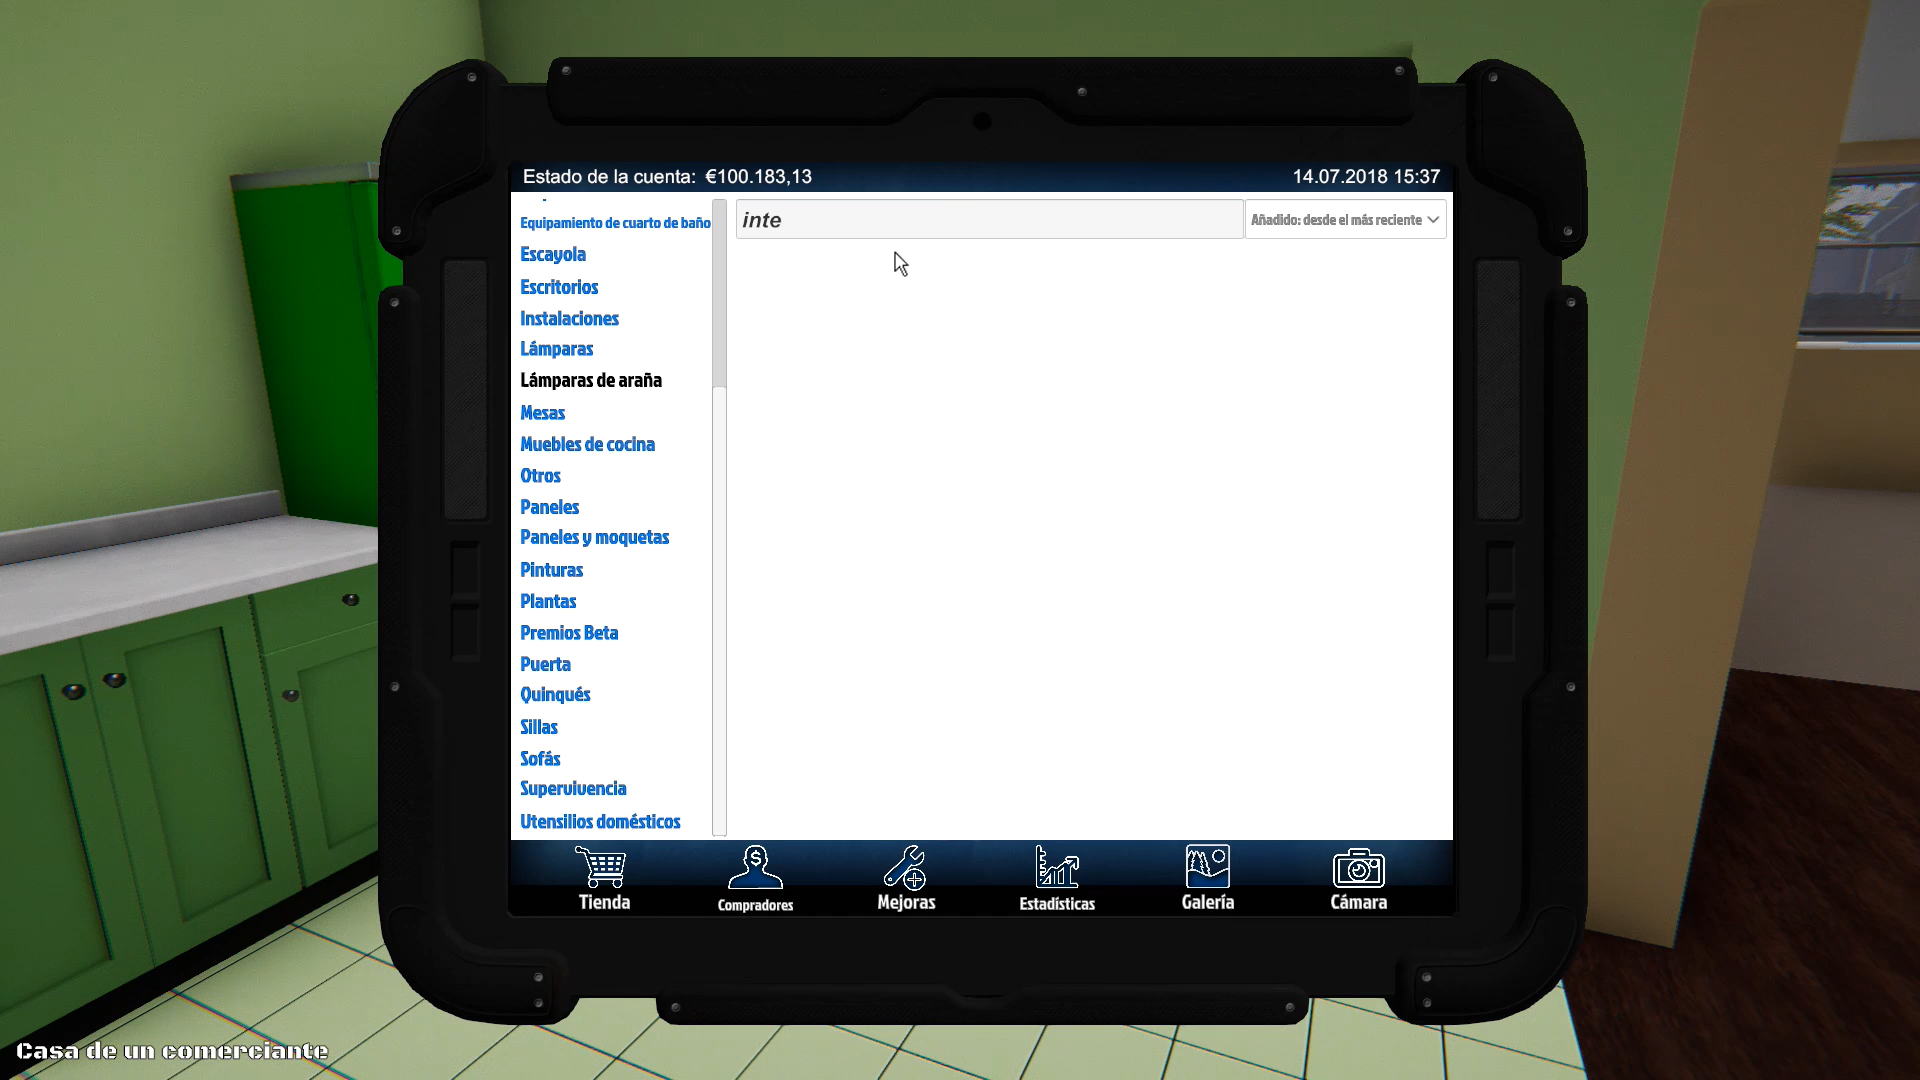 Estado de la cuenta: €100.183,13
14.07.2018 15:37
Equipamiento de cuarto de baño
Escayola
Escritorios
Instalaciones
Lámparas
Lámparas de araña
Mesas
Muebles de cocina
Otros
Paneles
Paneles y moquetas
Pinturas
Plantas
Premios Beta
Puerta
Quinqués
Sillas
Sofás
Supervivencia
Utensilios domésticos
inte
Añadido: desde el más reciente
Tienda
Compradores
Mejoras
Estadísticas
Galería
Cámara
Casa de un comerciante